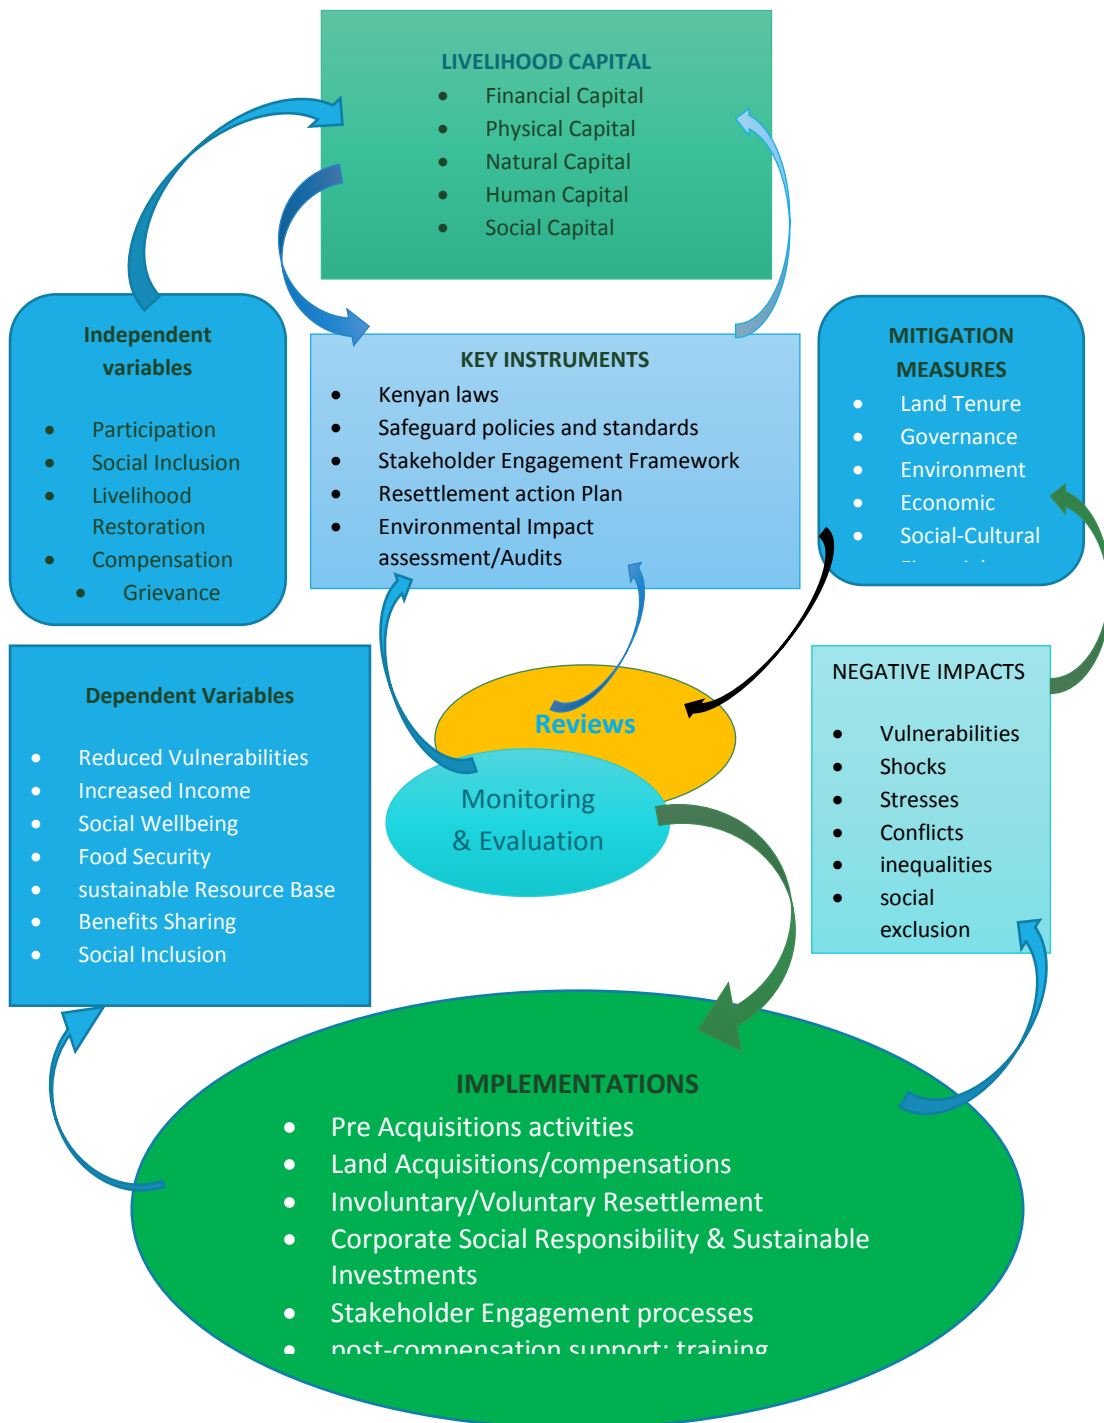 LIVELIHOOD CAPITAL
• Financial Capital
• Physical Capital
• Natural Capital
• Human Capital
• Social Capital
Independent
variables
• Participation
• Social Inclusion
• Livelihood
Restoration
• Compensation
• Grievance
KEY INSTRUMENTS
• Kenyan laws
• Safeguard policies and standards
• Stakeholder Engagement Framework
• Resettlement action Plan
• Environmental Impact
assessment/Audits
MITIGATION
MEASURES
• Land Tenure
• Governance
• Environment
• Economic
• Social-Cultural
Dependent Variables
• Reduced Vulnerabilities
• Increased Income
• Social Wellbeing
• Food Security
• sustainable Resource Base
• Benefits Sharing
• Social Inclusion
Reviews
Monitoring
& Evaluation
NEGATIVE IMPACTS
• Vulnerabilities
• Shocks
• Stresses
• Conflicts
• inequalities
• social
exclusion
IMPLEMENTATIONS
• Pre Acquisitions activities
• Land Acquisitions/compensations
• Involuntary/Voluntary Resettlement
• Corporate Social Responsibility & Sustainable
Investments
• Stakeholder Engagement processes
• post-compensation support: training